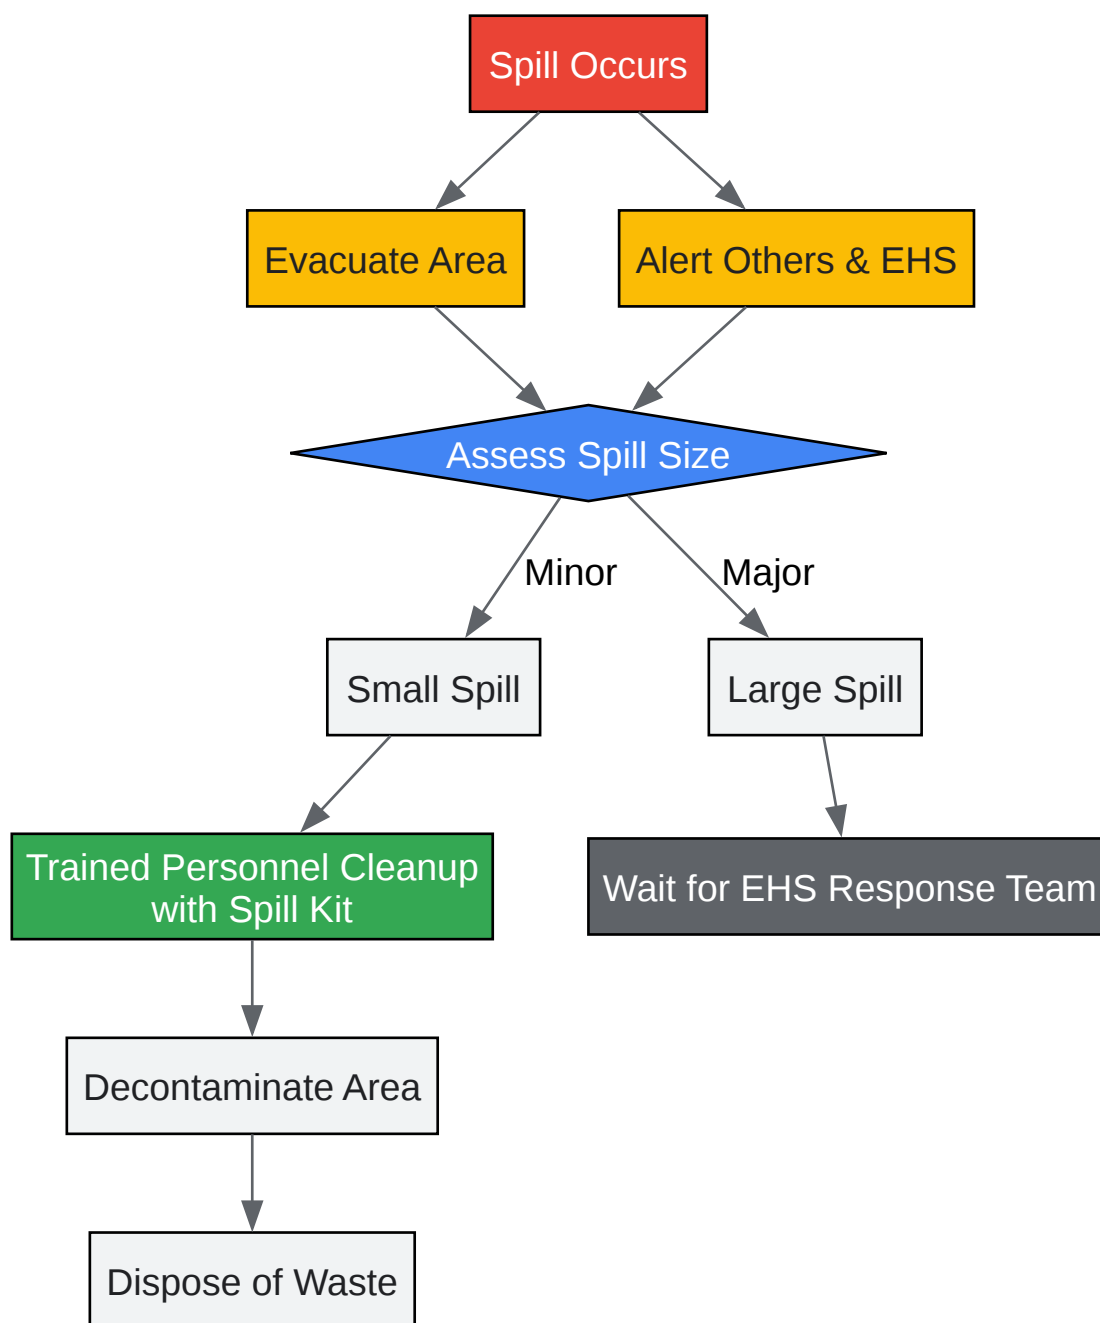 Spill Occurs
Evacuate Area
Alert Others & EHS
Assess Spill Size
Minor
Major
Small Spill
Large Spill
Trained Personnel Cleanup
with Spill Kit
Wait for EHS Response Team
Decontaminate Area
Dispose of Waste